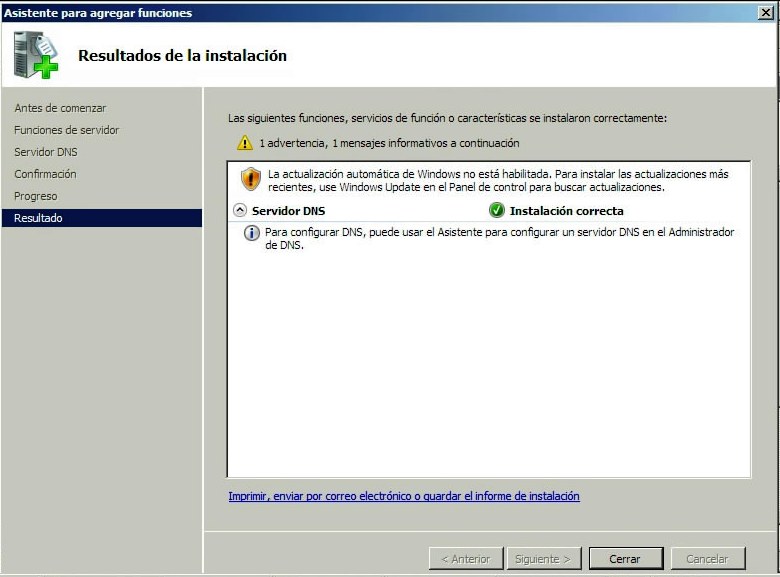 Asistente para agregar funciones
Resultados de la instalación
Antes de comenzar
Funciones de servidor
Servidor DNS
Confirmación
Progreso
Resultado
Las siguientes funciones, servicios de función o características se instalaron correctamente:
1 advertencia, 1 mensajes informativos a continuación
La actualización automática de Windows no está habilitada. Para instalar las actualizaciones más
recientes, use Windows Update en el Panel de control para buscar actualizaciones.
Servidor DNS Instalación correcta
Para configurar DNS, puede usar el Asistente para configurar un servidor DNS en el Administrador
de DNS.
Imprimir, enviar por correo electrónico o guardar el informe de instalación
< Anterior Siguiente > Cerrar Cancelar